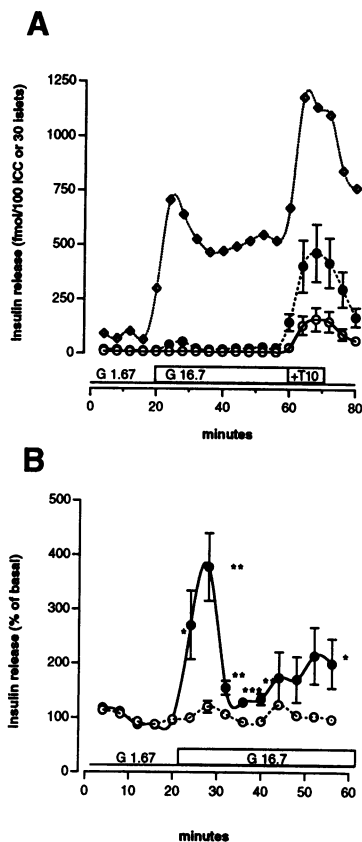 A
Insulin release (fmol/100 ICC or 30 islets)
1250
1000
750
500
250
0
G 1.67
G 16.7
+T10
0
20
40
60
80
minutes
B
Insulin release (% of basal)
500
400
300
200
100
0
*
**
**
***
**
*
G 1.67
G 16.7
0
10
20
30
40
50
60
minutes